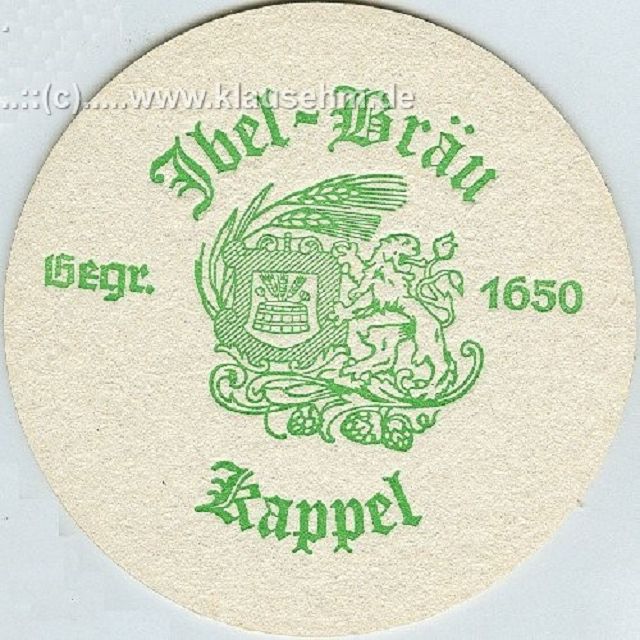 ..::(c).....www.klausehm.de
Ibel-Bräu
Gegr. 1650
Kappel